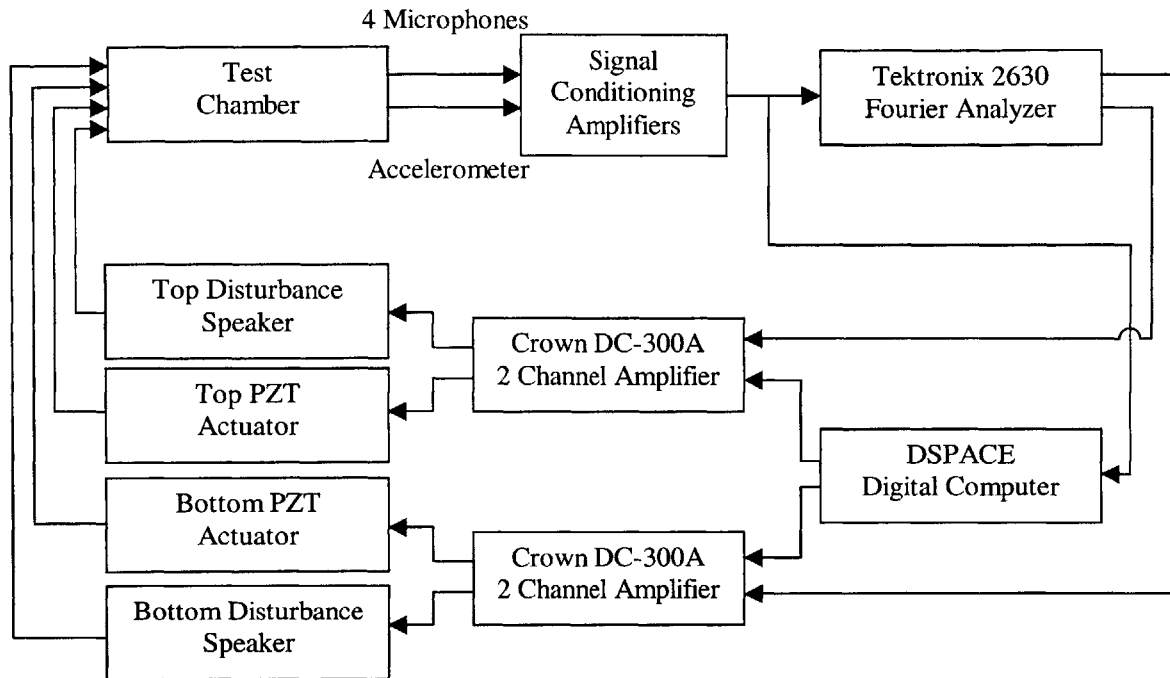 4 Microphones
Test
Chamber
Signal
Conditioning
Amplifiers
Tektronix 2630
Fourier Analyzer
Accelerometer
Top Disturbance
Speaker
Crown DC-300A
2 Channel Amplifier
Top PZT
Actuator
DSPACE
Digital Computer
Bottom PZT
Actuator
Crown DC-300A
2 Channel Amplifier
Bottom Disturbance
Speaker